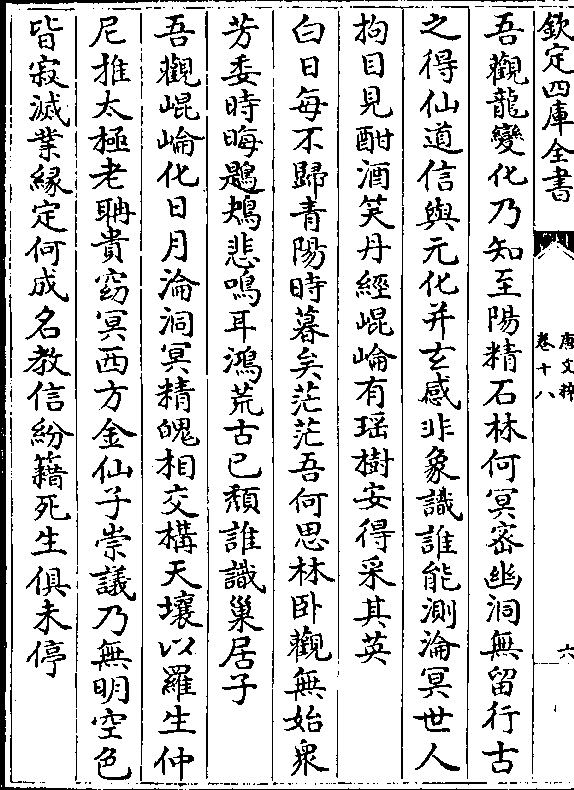 欽定四庫全書
唐文粹
卷十八
六
吾觀龍變化乃知至陽精石林何冥密幽洞無留行古
之得仙道信與元化并玄感非象識誰能測淪冥世人
拘目見酣酒笑丹經崐崘有瑶樹安得采其英
白日每不歸青陽時暮矣茫茫吾何思林卧觀無始衆
芳委時晦鶗鴂悲鳴耳鴻荒古已頽誰識巢居子
吾觀崐崘化日月淪洞冥精魄相交構天壤以羅生仲
尼推太極老聃貴窈冥西方金仙子崇議乃無明空色
皆寂滅業緣定何成名教信紛籍死生俱未停